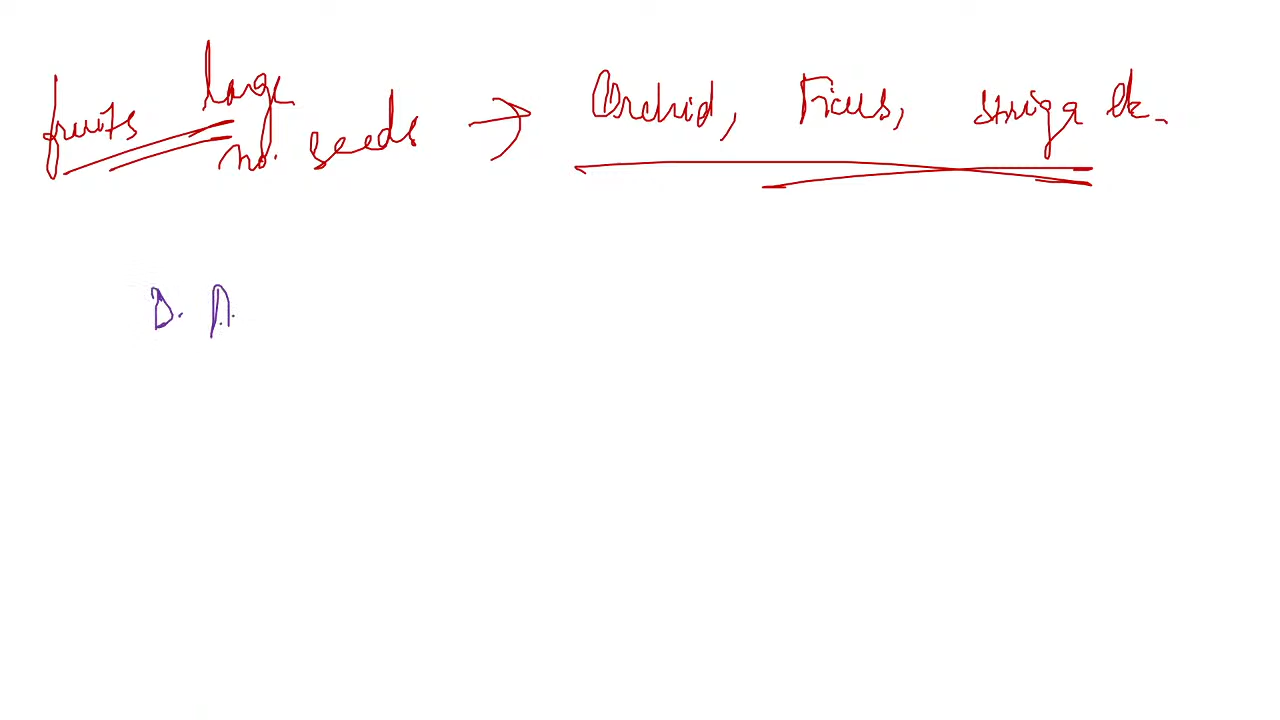 fruits large no. seeds → Orchid, Ficus, striga etc.
D. A.